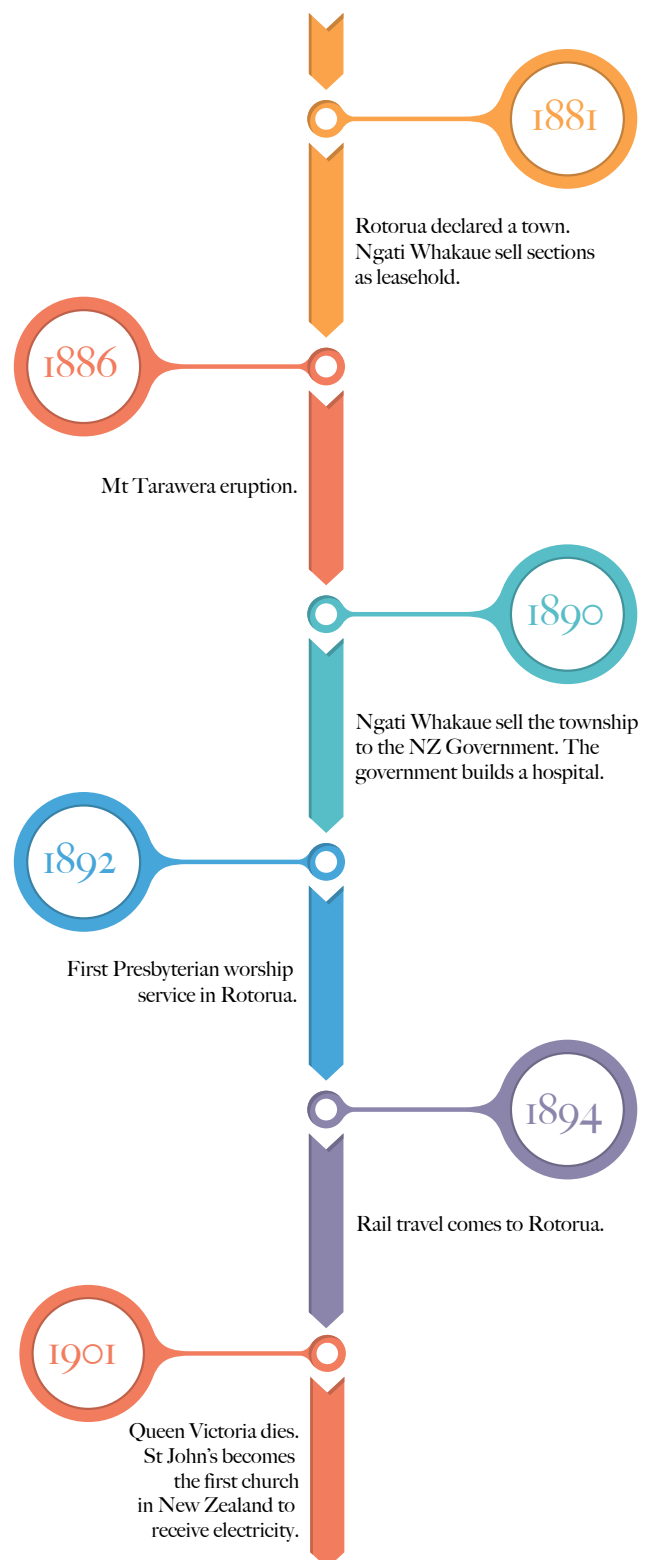 1881
Rotorua declared a town.
Ngati Whakaue sell sections
as leasehold.
1886
Mt Tarawera eruption.
1890
Ngati Whakaue sell the township
to the NZ Government. The
government builds a hospital.
1892
First Presbyterian worship
service in Rotorua.
1894
Rail travel comes to Rotorua.
1901
Queen Victoria dies.
St John’s becomes
the first church
in New Zealand to
receive electricity.